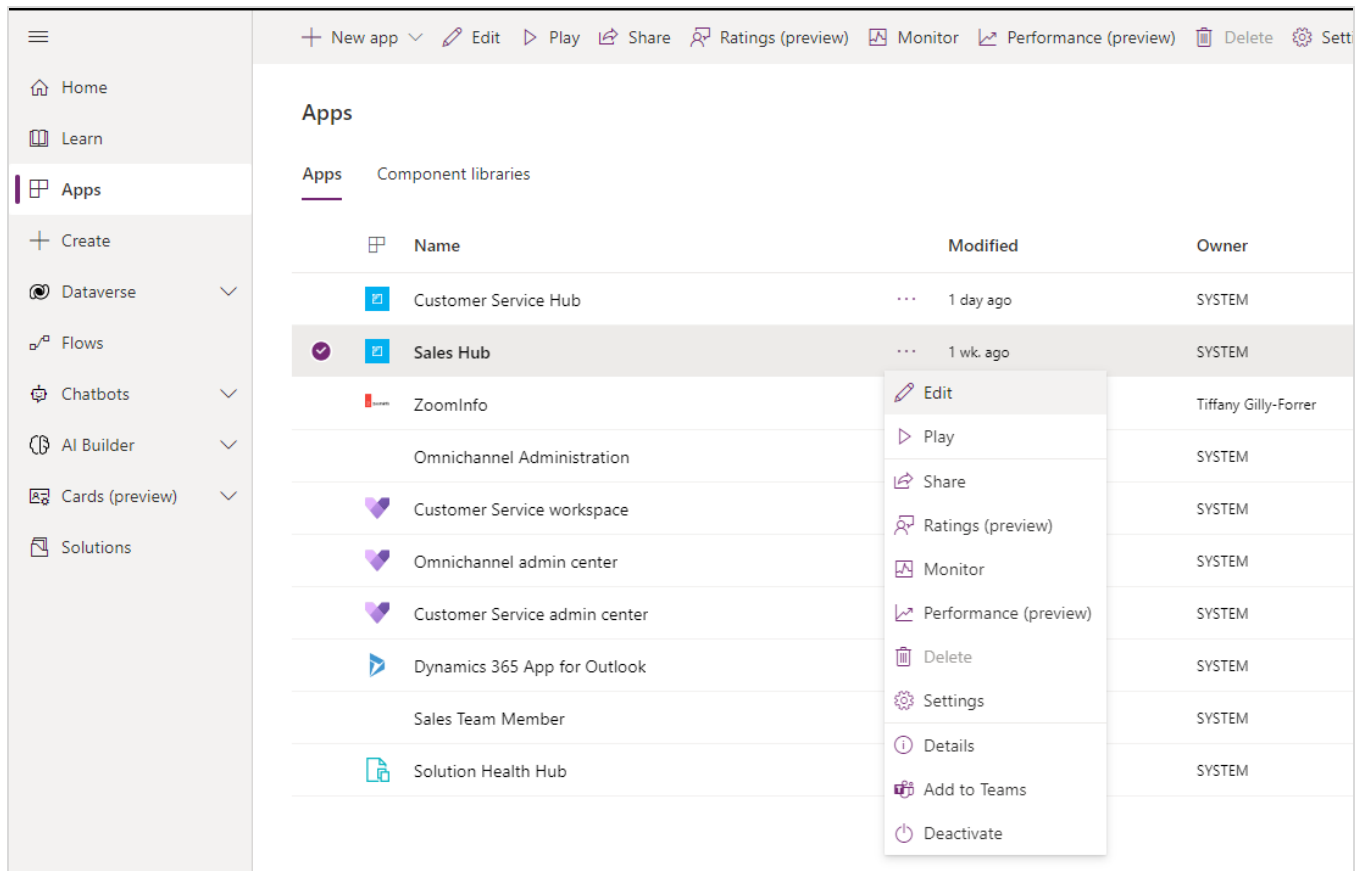 New app Edit Play Share Ratings (preview) Monitor Performance (preview) Delete Setti
Home
Learn
Apps
Create
Dataverse
Flows
Chatbots
AI Builder
Cards (preview)
Solutions
Apps
Apps Component libraries
Name Modified Owner
Customer Service Hub ... 1 day ago SYSTEM
Sales Hub ... 1 wk. ago SYSTEM
ZoomInfo Tiffany Gilly-Forrer
Omnichannel Administration SYSTEM
Customer Service workspace SYSTEM
Omnichannel admin center SYSTEM
Customer Service admin center SYSTEM
Dynamics 365 App for Outlook SYSTEM
Sales Team Member SYSTEM
Solution Health Hub SYSTEM
Edit
Play
Share
Ratings (preview)
Monitor
Performance (preview)
Delete
Settings
Details
Add to Teams
Deactivate